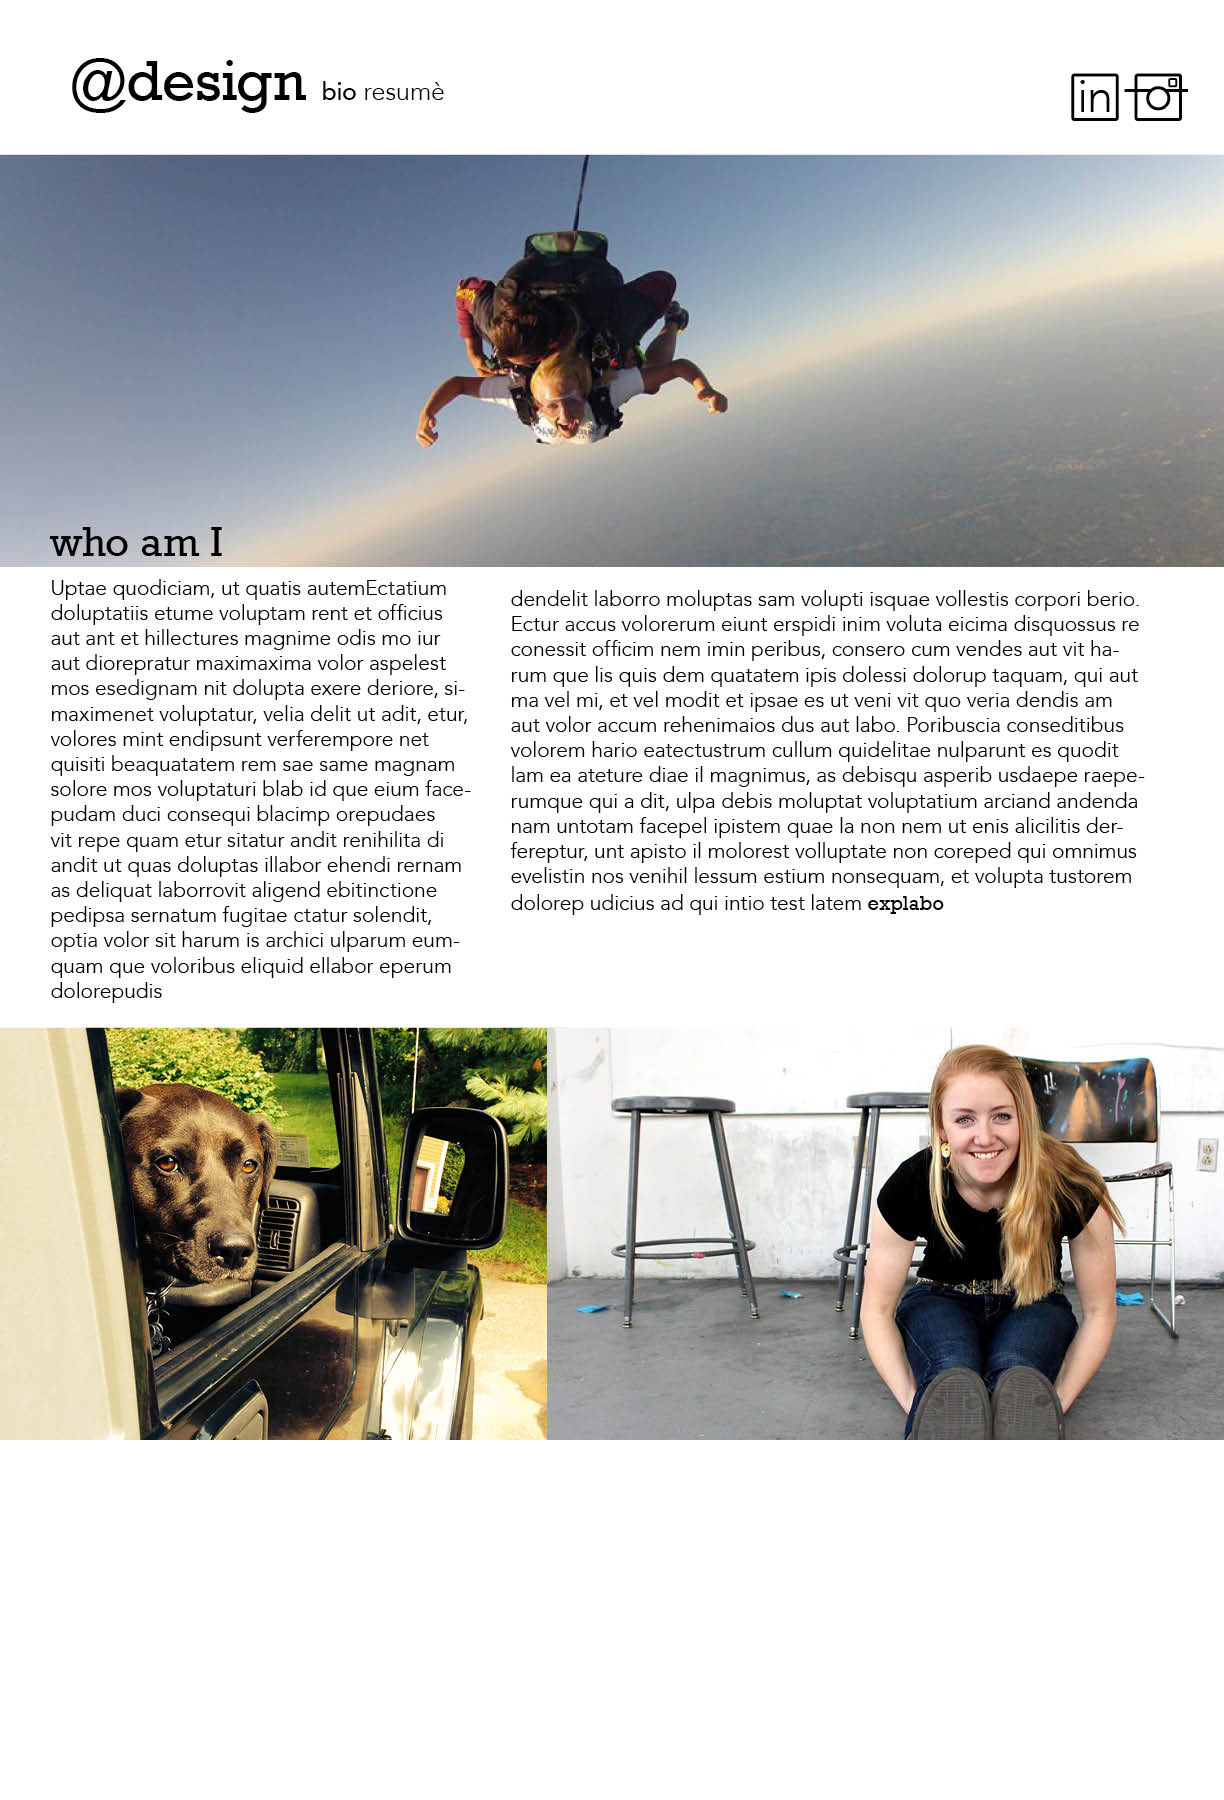 @design bio resumè
in
who am I
Uptae quodiciam, ut quatis autemEctatium
doluptatiis etume voluptam rent et officius
aut ant et hillectures magnime odis mo iur
aut diorepratur maximaxima volor aspelest
mos esedignam nit dolupta exere deriore, si-
maximenet voluptatur, velia delit ut adit, etur,
volores mint endipsunt verferempore net
quisiti beaquatatem rem sae same magnam
solore mos voluptaturi blab id que eium face-
pudam duci consequi blacimp orepudaes
vit repe quam etur sitatur andit renihilita di
andit ut quas doluptas illabor ehendi rernam
as deliquat laborrovit aligend ebitinctione
pedipsa sernatum fugitae ctatur solendit,
optia volor sit harum is archici ulparum eum-
quam que voloribus eliquid ellabor eperum
dolorepudis
dendelit laborro moluptas sam volupti isquae vollestis corpori berio.
Ectur accus volorerum eiunt erspidi inim voluta eicima disquossus re
conessit officim nem imin peribus, consero cum vendes aut vit ha-
rum que lis quis dem quatatem ipis dolessi dolorup taquam, qui aut
ma vel mi, et vel modit et ipsae es ut veni vit quo veria dendis am
aut volor accum rehenimaios dus aut labo. Poribuscia conseditibus
volorem hario eatectustrum cullum quidelitae nulparunt es quodit
lam ea ateture diae il magnimus, as debisqu asperib usdaepe raepe-
rumque qui a dit, ulpa debis moluptat voluptatium arciand andenda
nam untotam facepel ipistem quae la non nem ut enis alicilitis der-
fereptur, unt apisto il molorest volluptate non coreped qui omnimus
evelistin nos venihil lessum estium nonsequam, et volupta tustorem
dolorep udicius ad qui intio test latem explabo